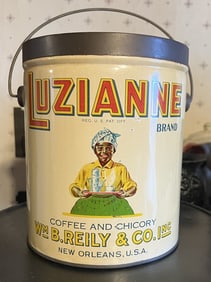 LUZIANNE
REG. U.S. PAT. OFF.
BRAND
COFFEE AND CHICORY
WM B. REILY & CO. INC
NEW ORLEANS, U.S.A.